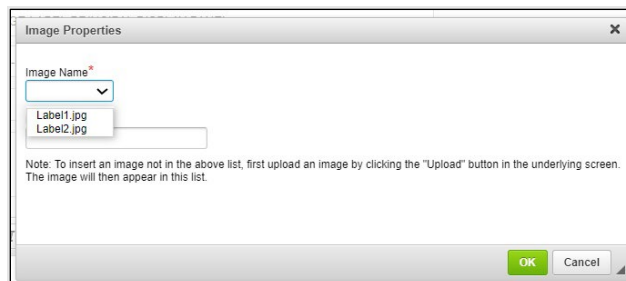 Image Properties
Image Name*
Label1.jpg
Label2.jpg
Note: To insert an image not in the above list, first upload an image by clicking the "Upload" button in the underlying screen.
The image will then appear in this list.
OK
Cancel